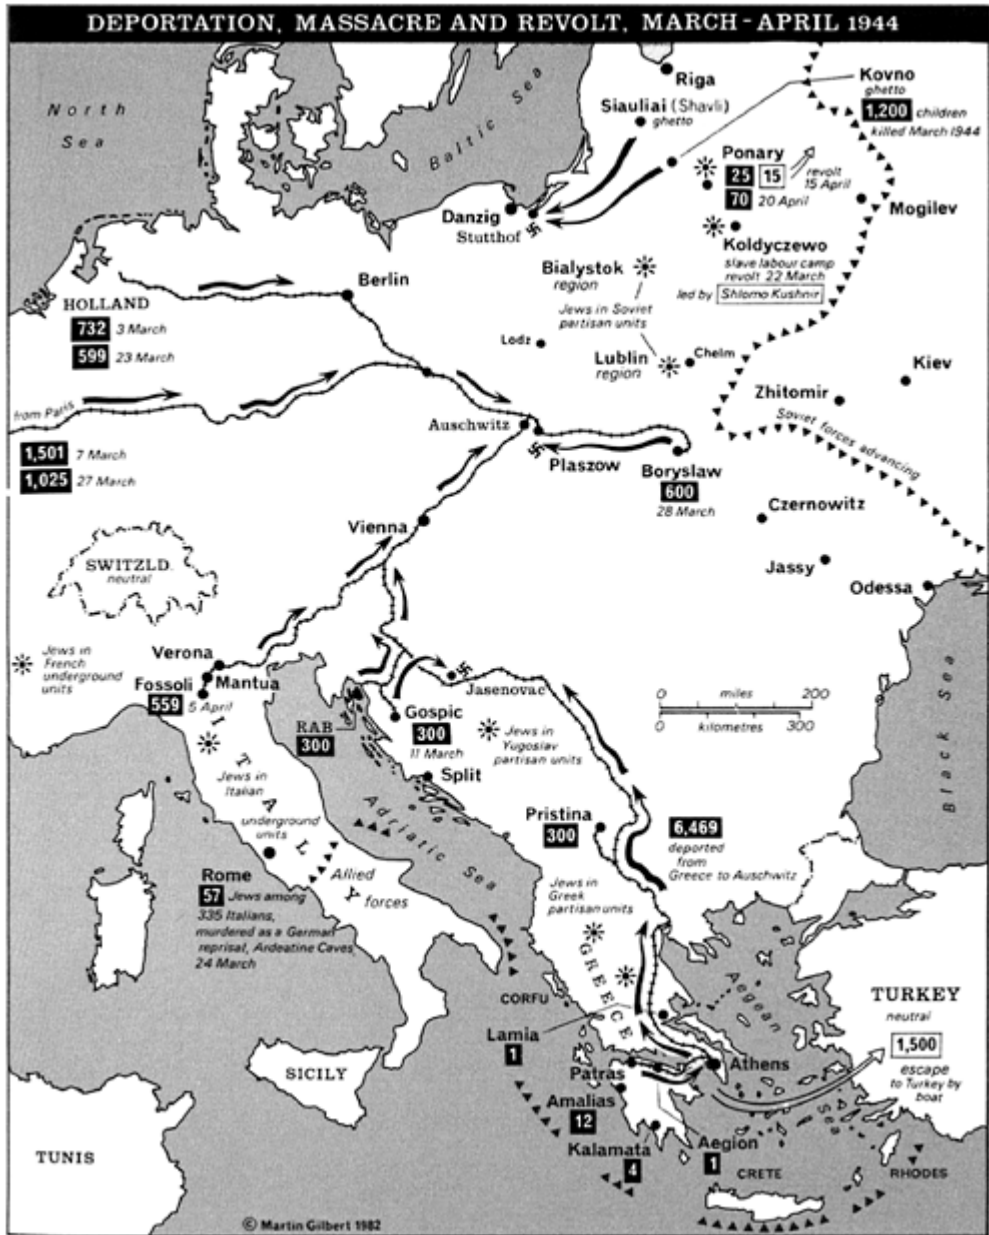 DEPORTATION, MASSACRE AND REVOLT, MARCH - APRIL 1944
North
Sea
Baltic Sea
Riga
Siauliai (Shavli)
ghetto
Kovno
ghetto
1,200 children
killed March 1944
Ponary
25 15 revolt
15 April
70 20 April
Mogilev
Danzig
Stutthof
Koldyczewo
slave labour camp
revolt 22 March
led by Shlomo Kushnir
Bialystok
region
Jews in Soviet
partisan units
Berlin
HOLLAND
732 3 March
599 23 March
Lodz
Lublin
region
Chelm
Kiev
Zhitomir
Soviet forces advancing
from Paris
1,501 7 March
1,025 27 March
Auschwitz
Plaszow
Boryslaw
600
28 March
Czernowitz
Vienna
SWITZLD.
neutral
Jassy
Odessa
Jews in
French
underground
units
Verona
Mantua
Fossoli
559 5 April
Jasenovac
miles
0 200
0 300
kilometres
Black Sea
RAB
300
Gospic
300
11 March
Jews in
Yugoslav
partisan units
Split
ITALY
Jews in
Italian
underground
units
Adriatic Sea
Pristina
300
6,469
deported
from
Greece to Auschwitz
Rome
57 Jews among
335 Italians,
murdered as a German
reprisal, Ardeatine Caves,
24 March
Allied
forces
Jews in
Greek
partisan units
GREECE
CORFU
Aegean
Sea
TURKEY
neutral
1,500
escape
to Turkey by
boat
Lamia
1
Athens
Patras
SICILY
Amalias
12
Kalamata
4
Aegion
1
CRETE
RHODES
TUNIS
© Martin Gilbert 1982